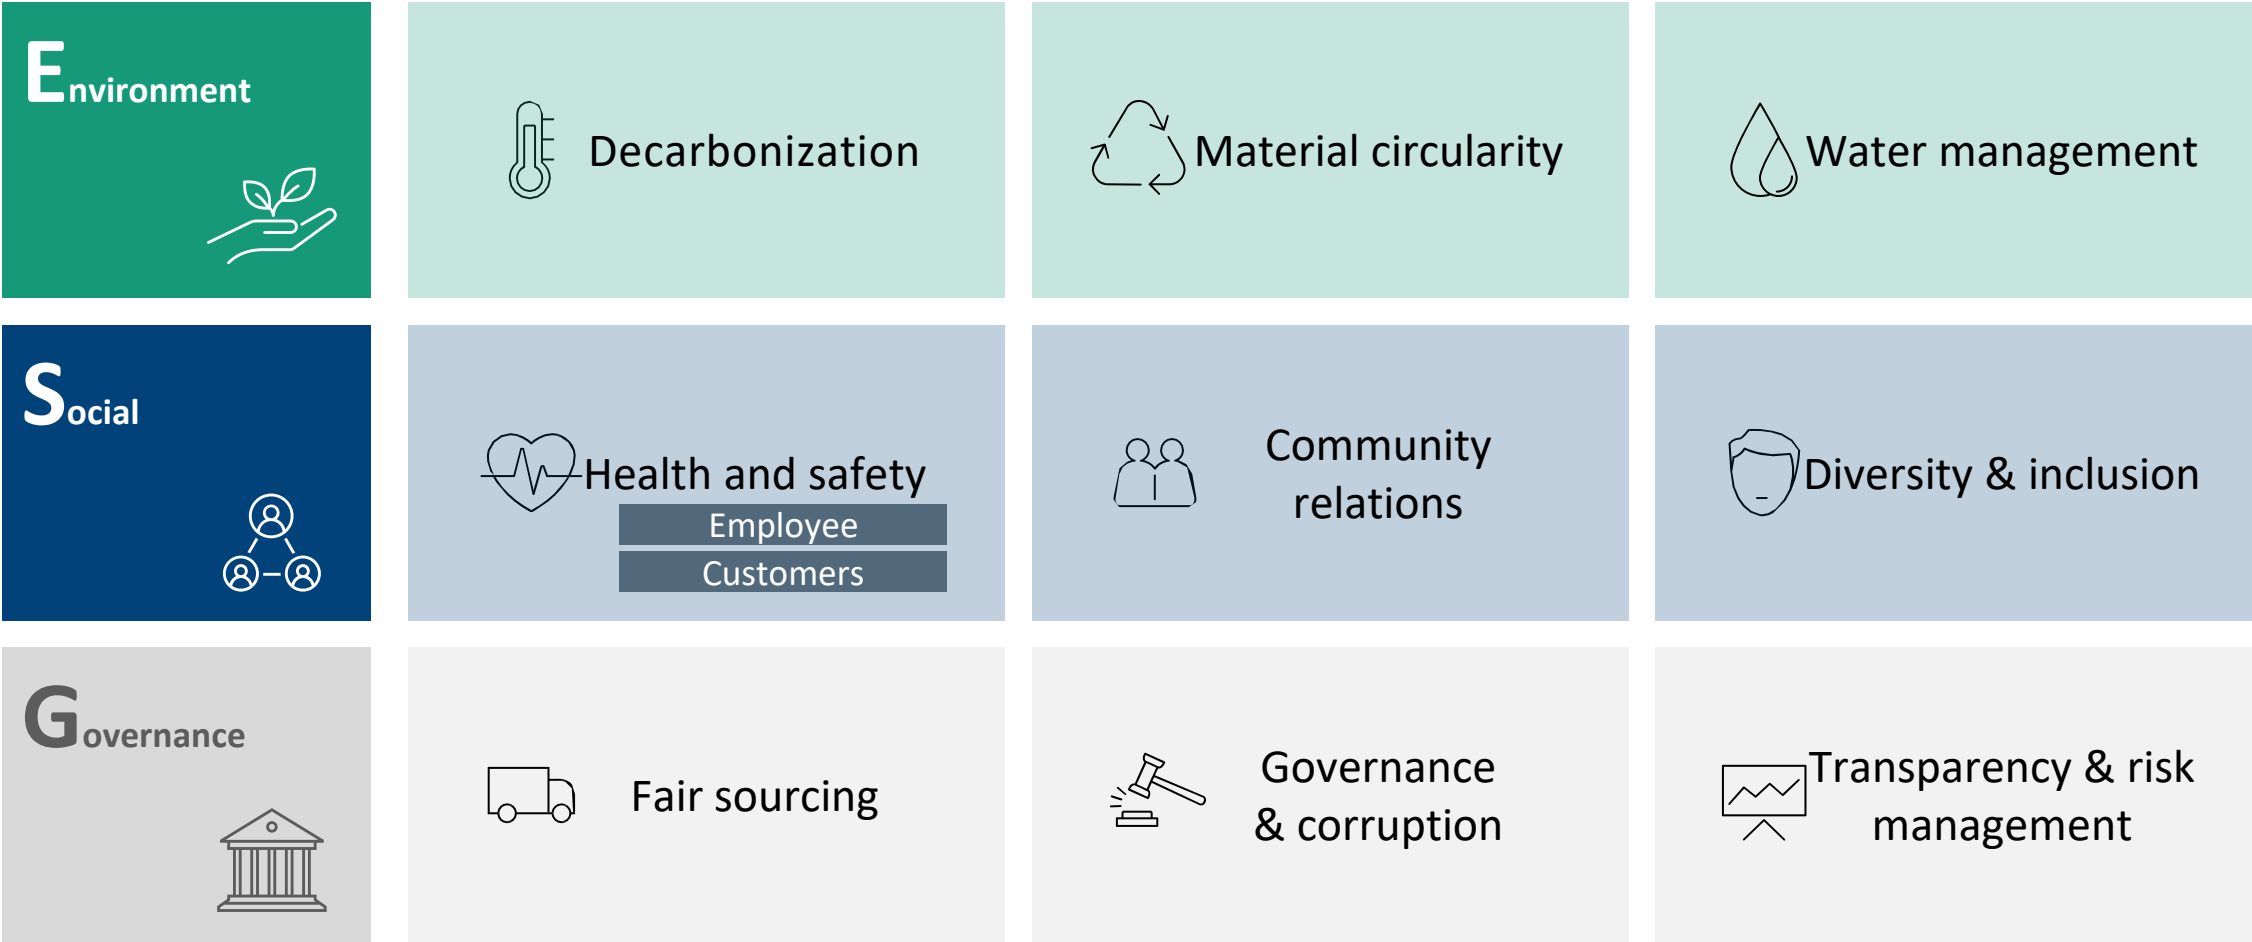 Environment
Decarbonization
Material circularity
Water management
Social
Health and safety
Employee
Customers
Community
relations
Diversity & inclusion
Governance
Fair sourcing
Governance
& corruption
Transparency & risk
management